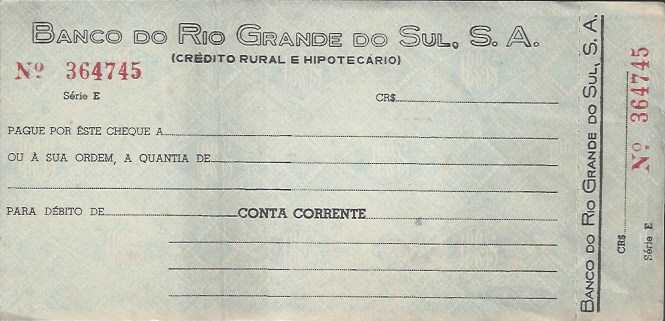 BANCO DO RIO GRANDE DO SUL, S. A.
(CRÉDITO RURAL E HIPOTECÁRIO)
Nº 364745
Série E
CR$
PAGUE POR ÊSTE CHEQUE A
OU À SUA ORDEM, A QUANTIA DE
PARA DÉBITO DE CONTA CORRENTE
BANCO DO RIO GRANDE DO SUL, S. A.
CR$
Nº 364745
Série E